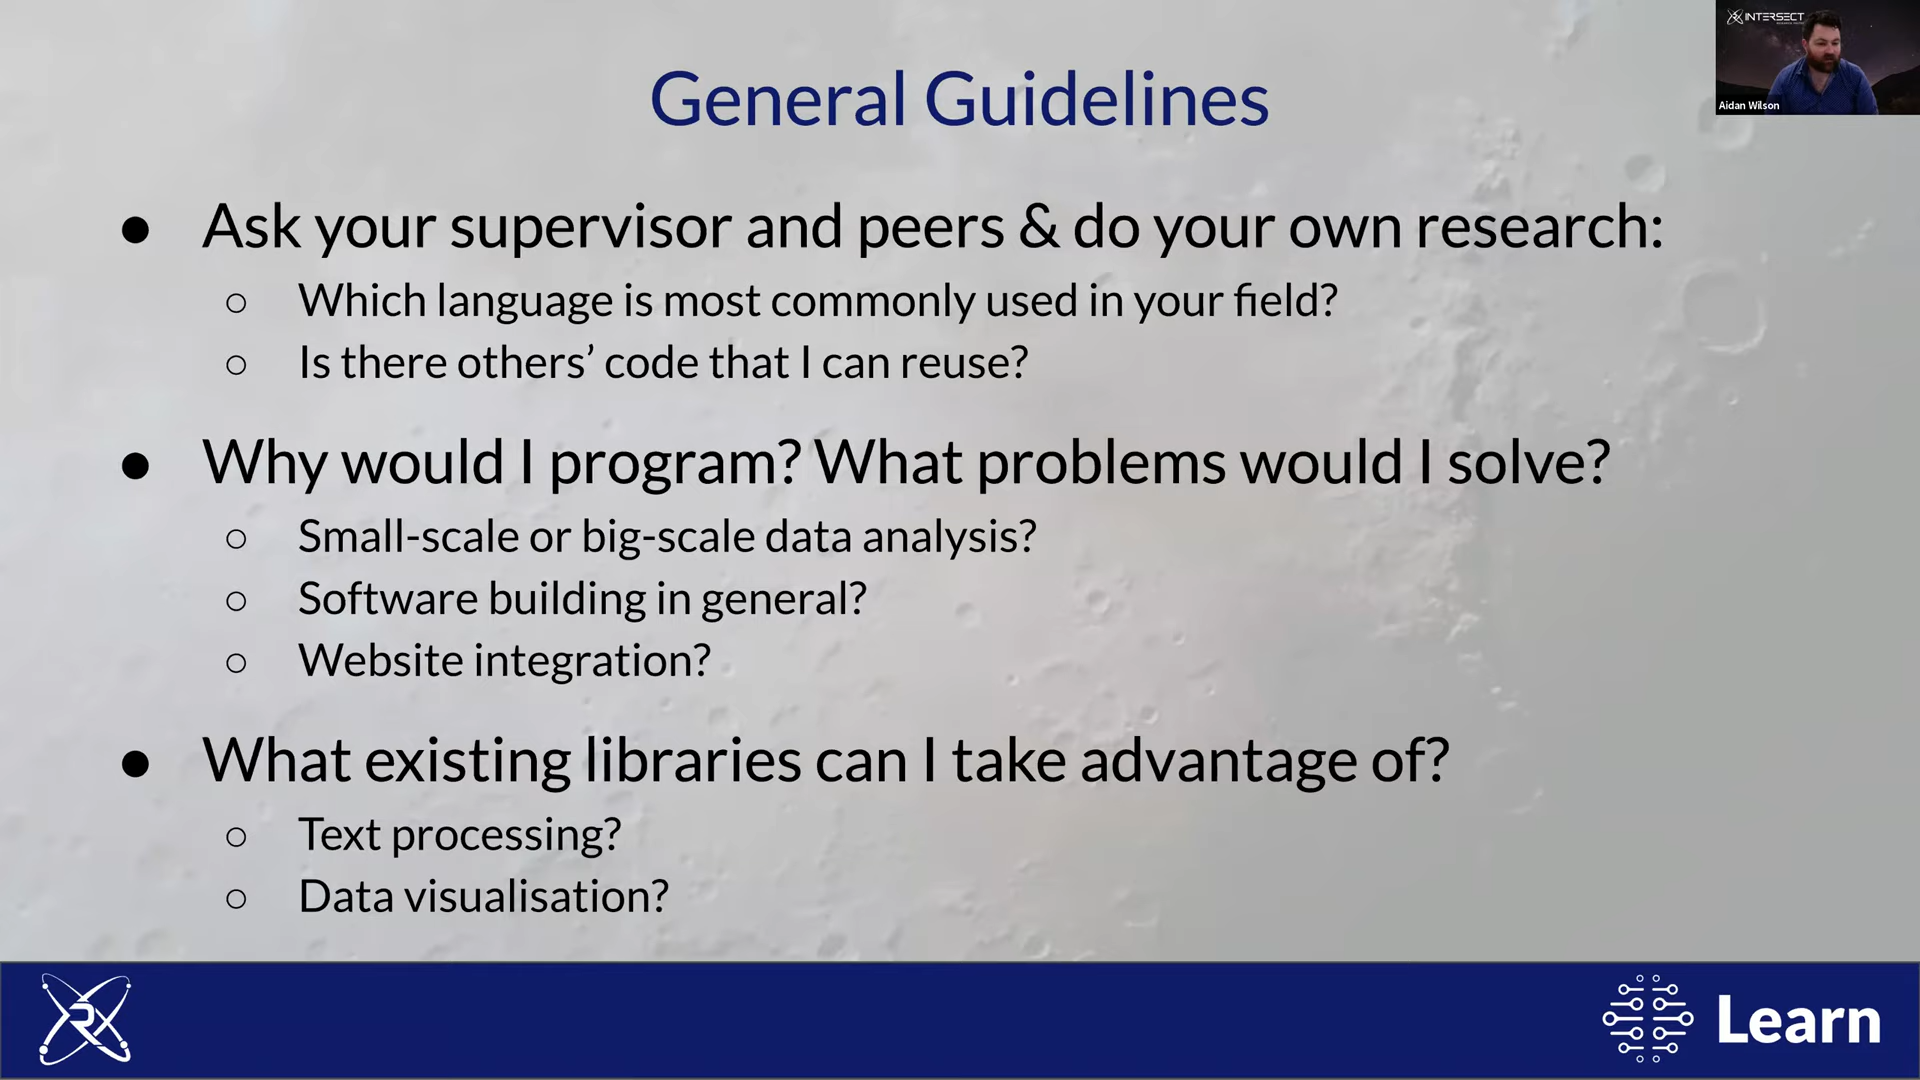 INTERSECT
Aidan Wilson
General Guidelines
● Ask your supervisor and peers & do your own research:
○ Which language is most commonly used in your field?
○ Is there others’ code that I can reuse?
● Why would I program? What problems would I solve?
○ Small-scale or big-scale data analysis?
○ Software building in general?
○ Website integration?
● What existing libraries can I take advantage of?
○ Text processing?
○ Data visualisation?
Learn